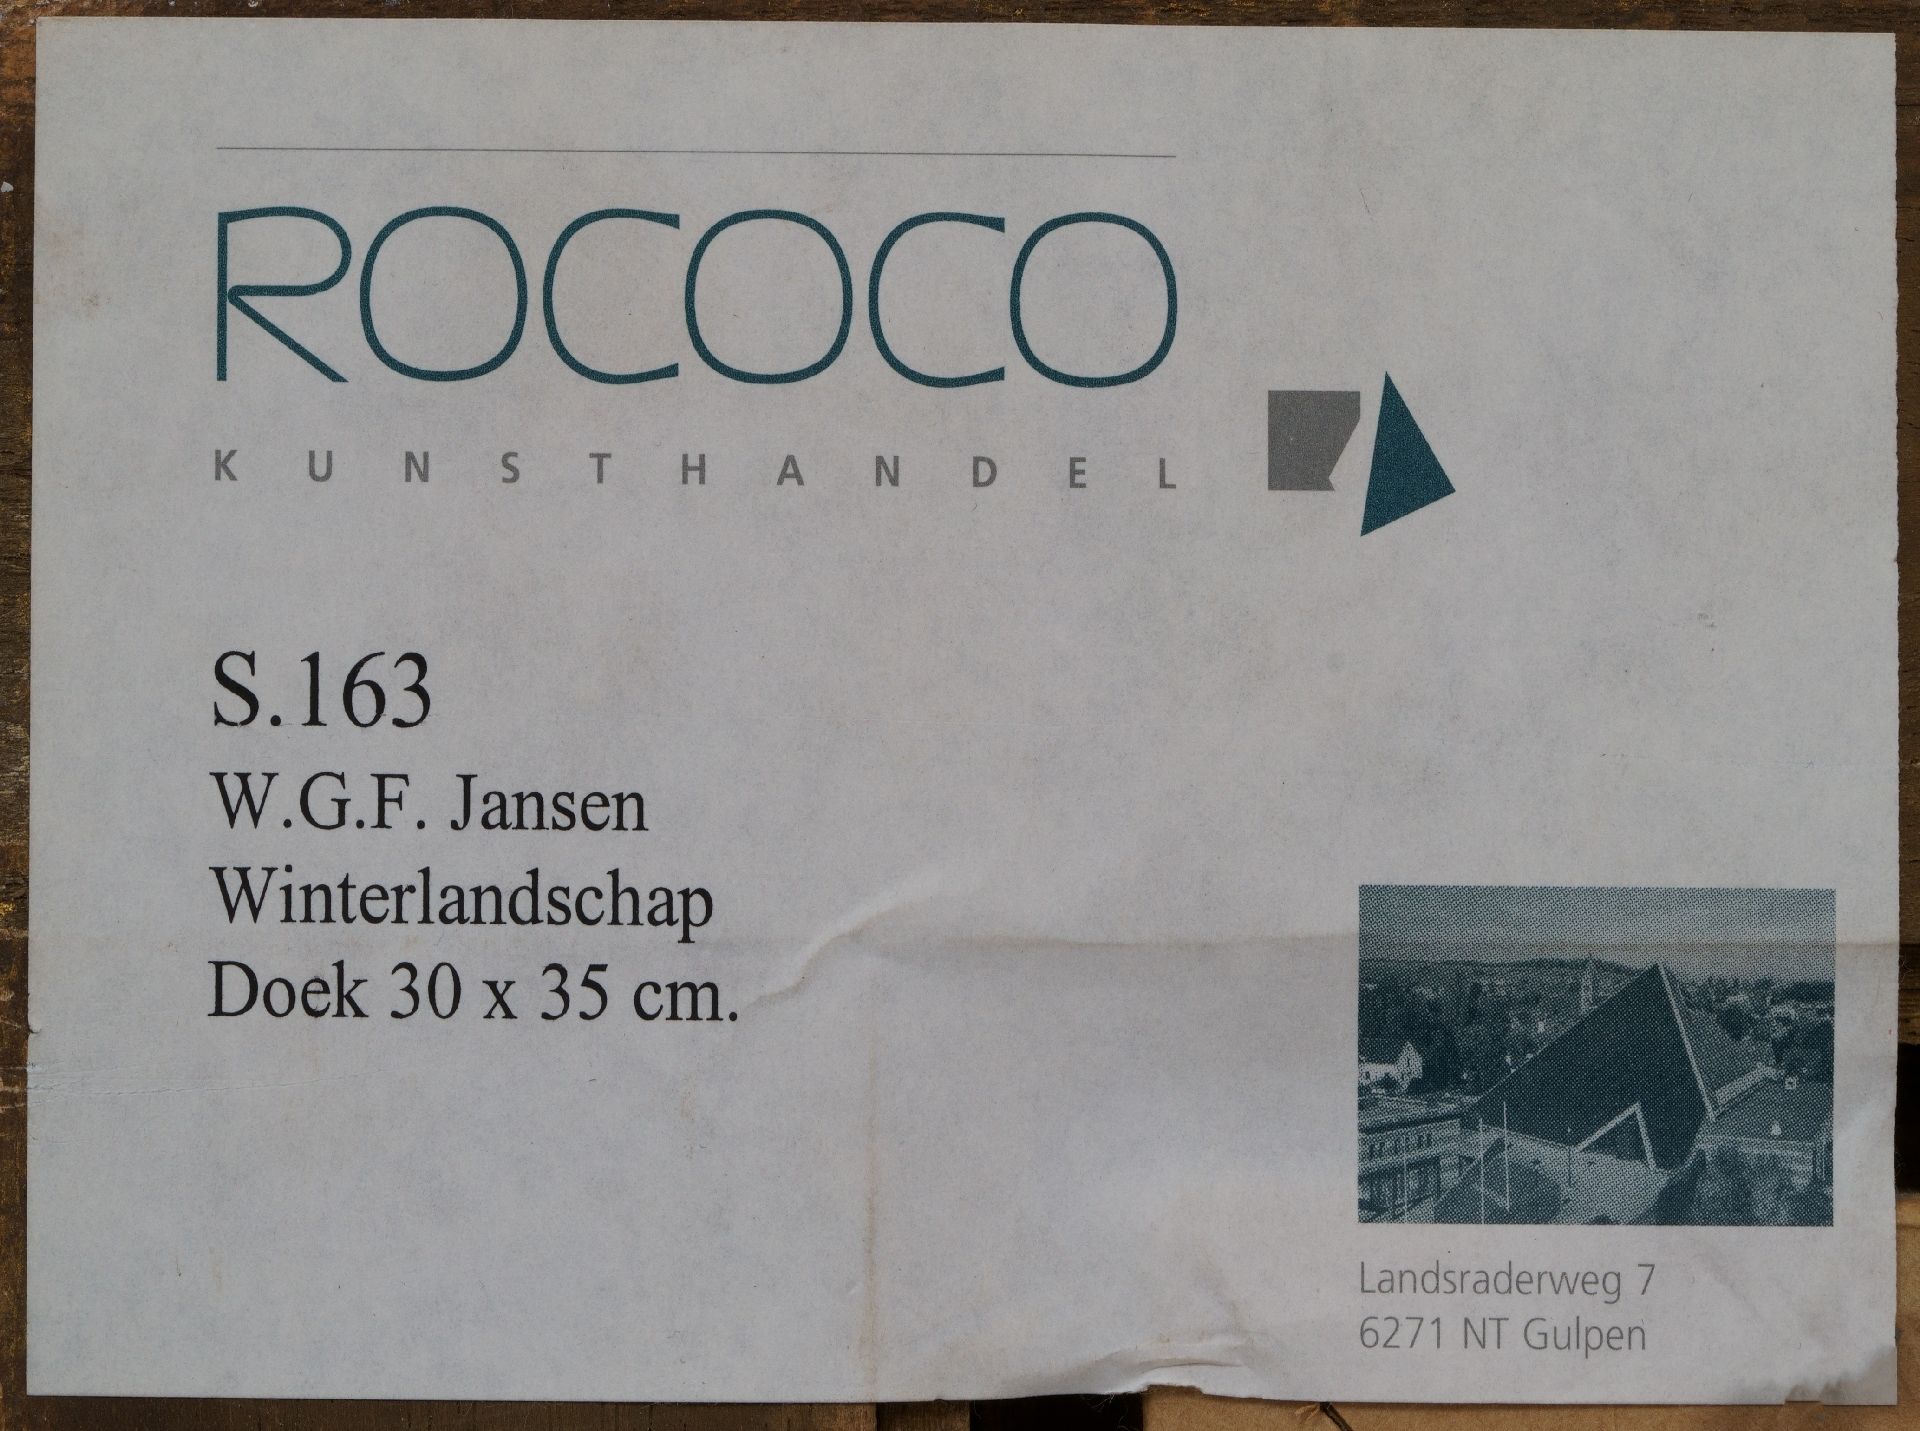 ROCOCO
KUNSTHANDEL
S.163
W.G.F. Jansen
Winterlandschap
Doek 30 x 35 cm.
Landsraderweg 7
6271 NT Gulpen